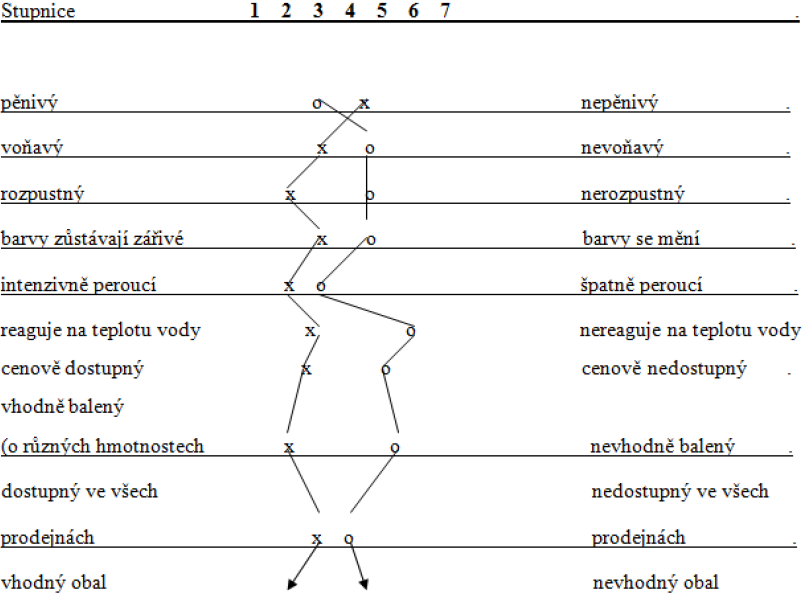 Stupnice 1 2 3 4 5 6 7 .
pěnivý o x nepěnivý .
voňavý x o nevoňavý .
rozpustný x o nerozpustný .
barvy zůstávají zářivé x o barvy se mění .
intenzivně peroucí x o špatně peroucí .
reaguje na teplotu vody x o nereaguje na teplotu vody
cenově dostupný x o cenově nedostupný .
vhodně balený
(o různých hmotnostech x o nevhodně balený .
dostupný ve všech nedostupný ve všech
prodejnách x o prodejnách .
vhodný obal nevhodný obal